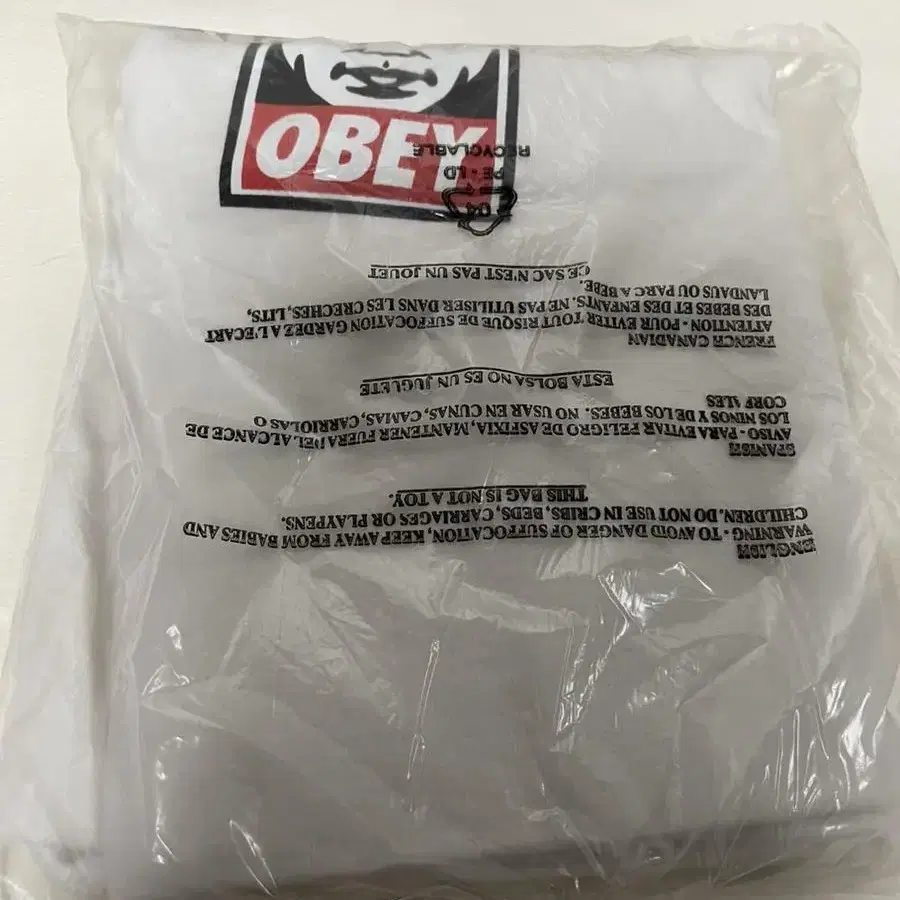 OBEY
ENGLISH
WARNING - TO AVOID DANGER OF SUFFOCATION, KEEP AWAY FROM BABIES AND
CHILDREN. DO NOT USE IN CRIBS, BEDS, CARRIAGES OR PLAYPENS.
THIS BAG IS NOT A TOY.
SPANISH
AVISO - PARA EVITAR PELIGRO DE ASFIXIA, MANTENER FUERA DEL ALCANCE DE
LOS NINOS Y DE LOS BEBES. NO USAR EN CUNAS, CAMAS, CARRIOLAS O
CORRALES
ESTA BOLSA NO ES UN JUGLETE
FRENCH CANADIAN
ATTENTION - POUR EVITER TOUT RISQUE DE SUFFOCATION GARDEZ A L'ECART
DES BEBES ET DES ENFANTS. NE PAS UTILISER DANS LES CRECHES, LITS,
LANDAUS OU PARC A BEBE.
CE SAC N'EST PAS UN JOUET
04
PE - LD
RECYCLABLE